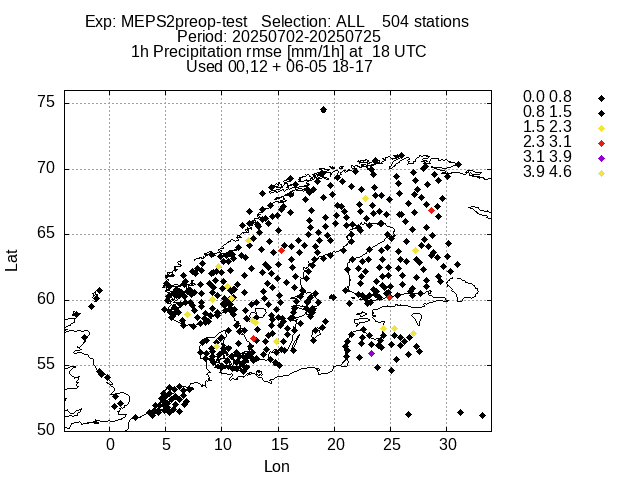 Exp: MEPS2preop-test   Selection: ALL    504 stations
Period: 20250702-20250725
1h Precipitation rmse [mm/1h] at  18 UTC
Used 00,12 + 06-05 18-17
0.0 0.8
0.8 1.5
1.5 2.3
2.3 3.1
3.1 3.9
3.9 4.6
Lat
75
70
65
60
55
50
0 5 10 15 20 25 30
Lon